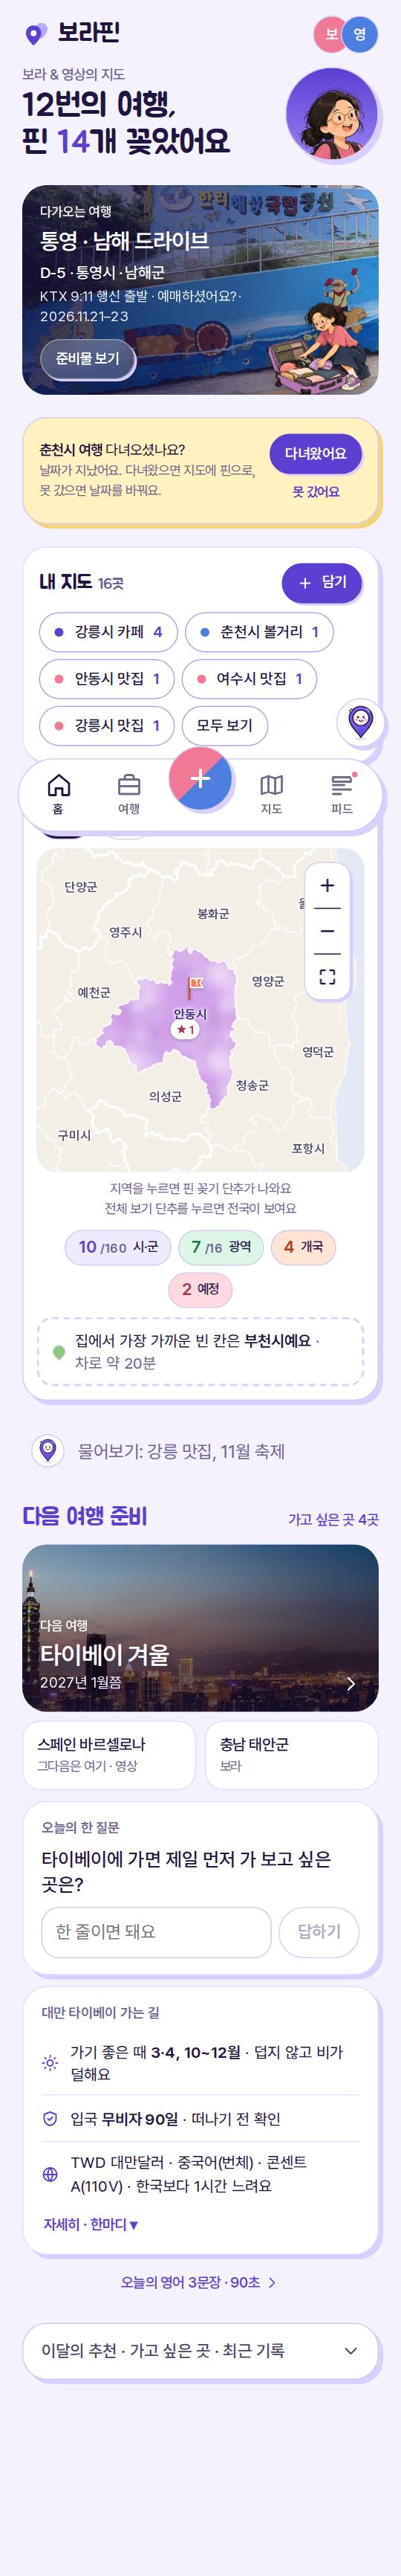 보라핀
보 영
보라 & 영상의 지도
12번의 여행,
핀 14개 꽂았어요
한려해상국립공원
다가오는 여행
통영 · 남해 드라이브
D-5 · 통영시 · 남해군
KTX 9:11 행신 출발 · 예매하셨어요? ·
2026.11.21–23
준비물 보기
춘천시 여행 다녀오셨나요?
날짜가 지났어요. 다녀왔으면 지도에 핀으로,
못 갔으면 날짜를 바꿔요.
다녀왔어요
못 갔어요
내 지도 16곳
+ 담기
강릉시 카페 4
춘천시 볼거리 1
안동시 맛집 1
여수시 맛집 1
강릉시 맛집 1
모두 보기
홈
여행
+
지도
피드
단양군
봉화군
영주시
예천군
영양군
안동시
★ 1
영덕군
청송군
의성군
구미시
포항시
+
−
지역을 누르면 핀 꽂기 단추가 나와요
전체 보기 단추를 누르면 전국이 보여요
10 /160 시·군
7 /16 광역
4 개국
2 예정
집에서 가장 가까운 빈 칸은 부천시예요 ·
차로 약 20분
물어보기: 강릉 맛집, 11월 축제
다음 여행 준비
가고 싶은 곳 4곳
다음 여행
타이베이 겨울
2027년 1월쯤
스페인 바르셀로나
그다음은 여기 · 영상
충남 태안군
보라
오늘의 한 질문
타이베이에 가면 제일 먼저 가 보고 싶은
곳은?
한 줄이면 돼요
답하기
대만 타이베이 가는 길
가기 좋은 때 3·4, 10~12월 · 덥지 않고 비가
덜해요
입국 무비자 90일 · 떠나기 전 확인
TWD 대만달러 · 중국어(번체) · 콘센트
A(110V) · 한국보다 1시간 느려요
자세히 · 한마디 ▾
오늘의 영어 3문장 · 90초
이달의 추천 · 가고 싶은 곳 · 최근 기록